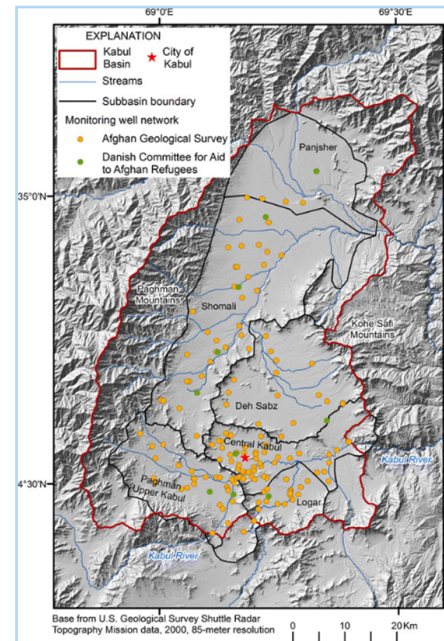 69°0'
69°30'
EXPLANATION
Kabul Basin
City of Kabul
Streams
Subbasin boundary
Monitoring well network
Afghan Geological Survey
Danish Committee for Aid
to Afghan Refugees
Panjsher
35°0'N
Paghman
Mountains
Shomali
Kohe Safi
Mountains
Deh Sabz
Central Kabul
Kabul River
4°30'N
Paghman
Upper Kabul
Logar
Kabul River
Base from U.S. Geological Survey Shuttle Radar
Topography Mission data, 2000, 85-meter resolution
0 10 20Km